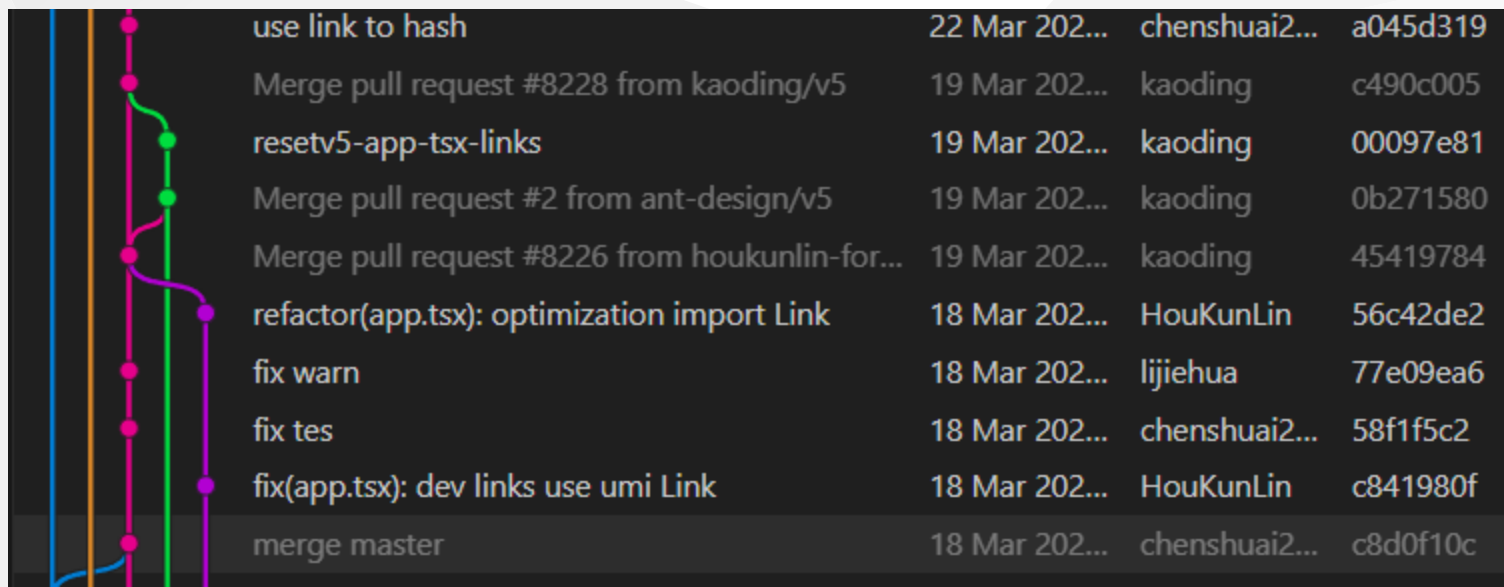 use link to hash 22 Mar 202... chenshuai2... a045d319
Merge pull request #8228 from kaoding/v5 19 Mar 202... kaoding c490c005
resetv5-app-tsx-links 19 Mar 202... kaoding 00097e81
Merge pull request #2 from ant-design/v5 19 Mar 202... kaoding 0b271580
Merge pull request #8226 from houkunlin-for... 19 Mar 202... kaoding 45419784
refactor(app.tsx): optimization import Link 18 Mar 202... HouKunLin 56c42de2
fix warn 18 Mar 202... lijiehua 77e09ea6
fix tes 18 Mar 202... chenshuai2... 58f1f5c2
fix(app.tsx): dev links use umi Link 18 Mar 202... HouKunLin c841980f
merge master 18 Mar 202... chenshuai2... c8d0f10c